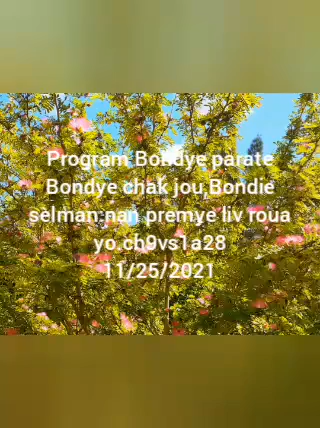 Program Bondye parate
Bondye chak jou,Bondie
selman:nan premye liv roua
yo.ch9vs1a28
11/25/2021